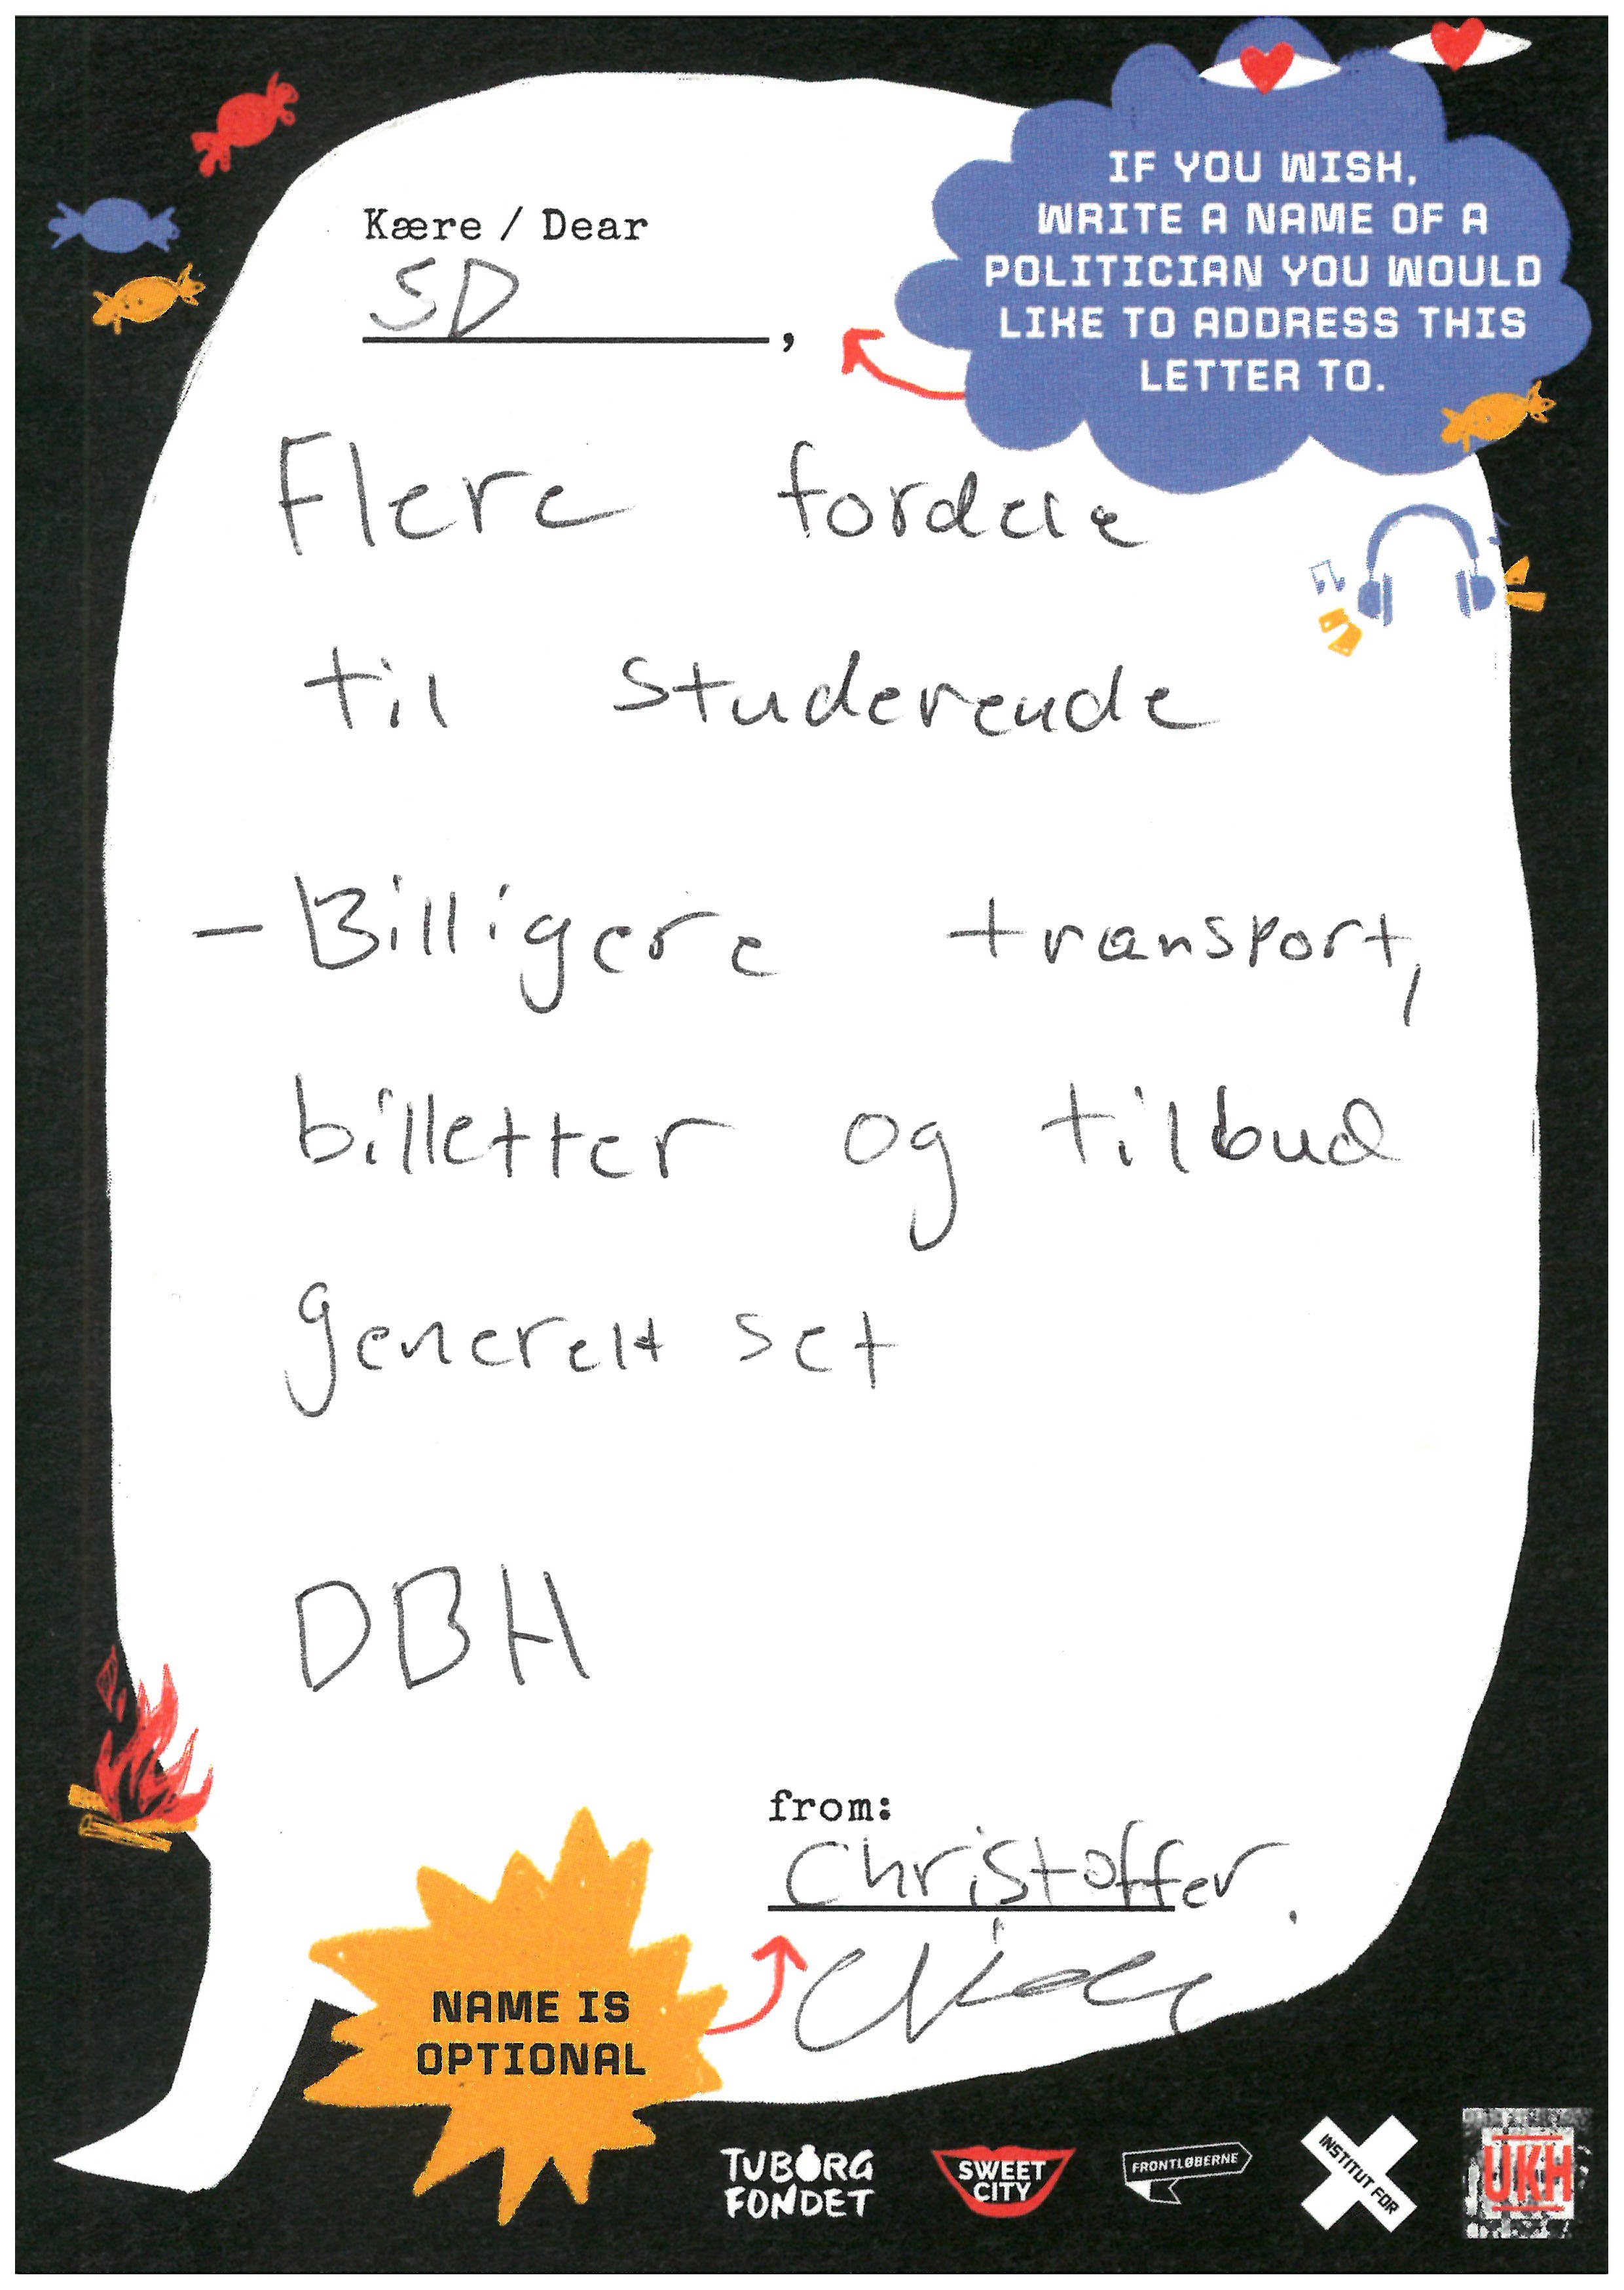 IF YOU WISH,
WRITE A NAME OF A
POLITICIAN YOU WOULD
LIKE TO ADDRESS THIS
LETTER TO.
Kære / Dear
SD,
Flere fordele
til studerende
- Billigere transport,
billetter og tilbud
generelt set
DBH
from:
Christoffer.
NAME IS
OPTIONAL
TUBORG
FONDET
SWEET
CITY
FRONTLØBERNE
INSTITUT FOR
UKH